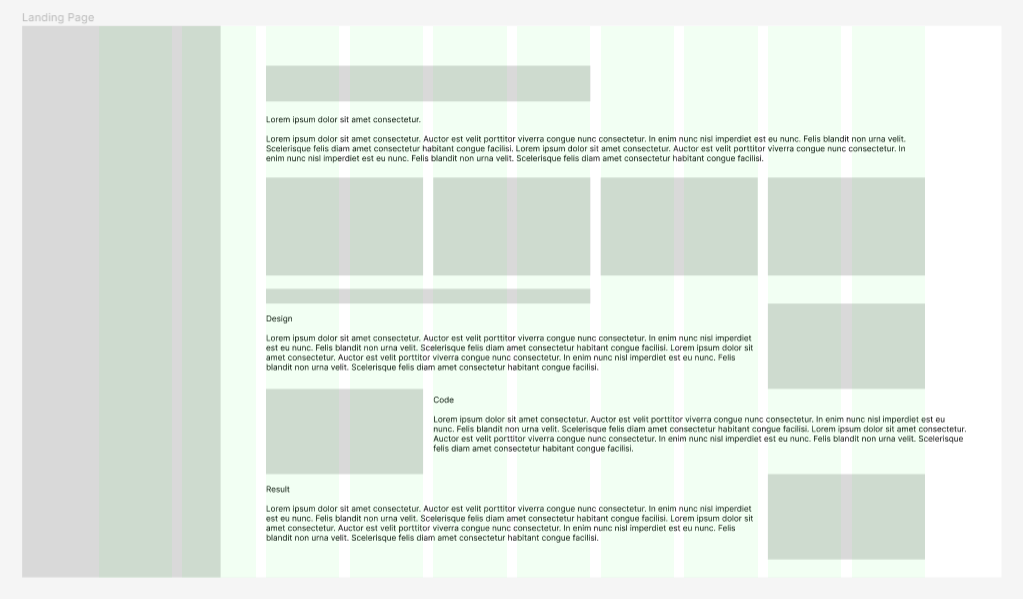 Landing Page
Lorem ipsum dolor sit amet consectetur.
Lorem ipsum dolor sit amet consectetur. Auctor est velit porttitor viverra congue nunc consectetur. In enim nunc nisl imperdiet est eu nunc. Felis blandit non urna velit.
Scelerisque felis diam amet consectetur habitant congue facilisi. Lorem ipsum dolor sit amet consectetur. Auctor est velit porttitor viverra congue nunc consectetur. In
enim nunc nisl imperdiet est eu nunc. Felis blandit non urna velit. Scelerisque felis diam amet consectetur habitant congue facilisi.
Design
Lorem ipsum dolor sit amet consectetur. Auctor est velit porttitor viverra congue nunc consectetur. In enim nunc nisl imperdiet
est eu nunc. Felis blandit non urna velit. Scelerisque felis diam amet consectetur habitant congue facilisi. Lorem ipsum dolor sit
amet consectetur. Auctor est velit porttitor viverra congue nunc consectetur. In enim nunc nisl imperdiet est eu nunc. Felis
blandit non urna velit. Scelerisque felis diam amet consectetur habitant congue facilisi.
Code
Lorem ipsum dolor sit amet consectetur. Auctor est velit porttitor viverra congue nunc consectetur. In enim nunc nisl imperdiet est eu
nunc. Felis blandit non urna velit. Scelerisque felis diam amet consectetur habitant congue facilisi. Lorem ipsum dolor sit amet consectetur.
Auctor est velit porttitor viverra congue nunc consectetur. In enim nunc nisl imperdiet est eu nunc. Felis blandit non urna velit. Scelerisque
felis diam amet consectetur habitant congue facilisi.
Result
Lorem ipsum dolor sit amet consectetur. Auctor est velit porttitor viverra congue nunc consectetur. In enim nunc nisl imperdiet
est eu nunc. Felis blandit non urna velit. Scelerisque felis diam amet consectetur habitant congue facilisi. Lorem ipsum dolor sit
amet consectetur. Auctor est velit porttitor viverra congue nunc consectetur. In enim nunc nisl imperdiet est eu nunc. Felis
blandit non urna velit. Scelerisque felis diam amet consectetur habitant congue facilisi.